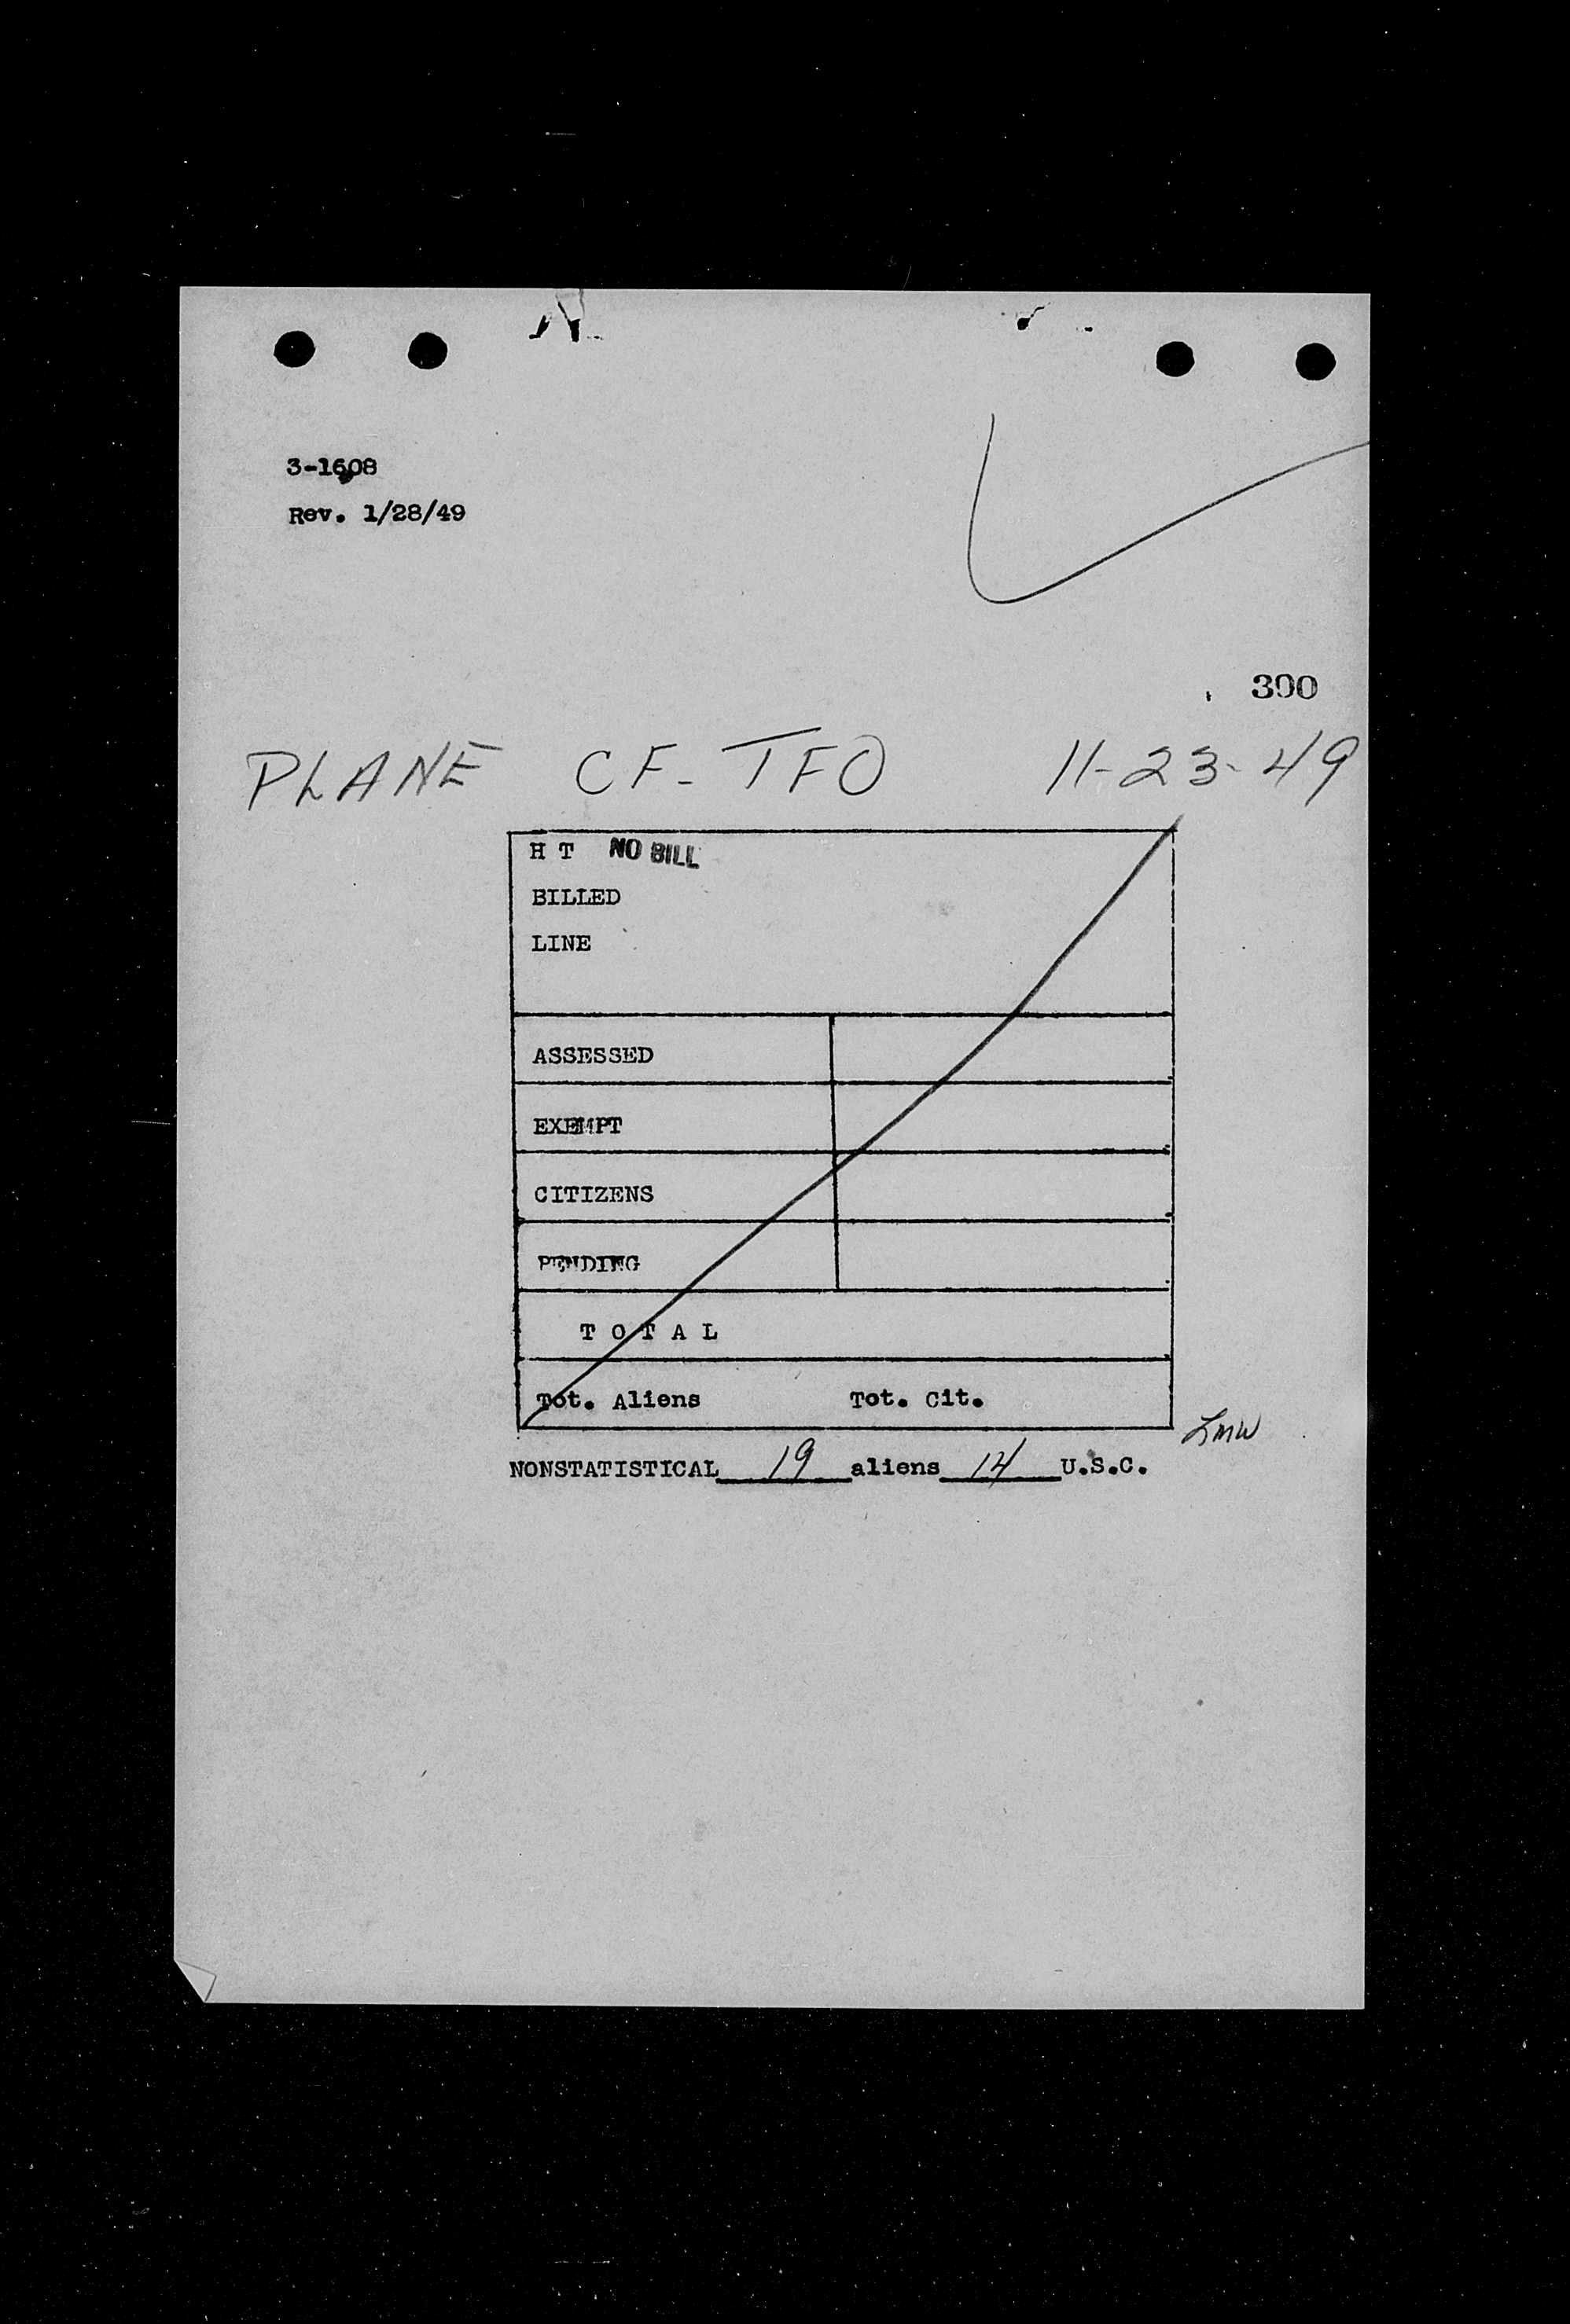 3-1608
Rev. 1/28/49
300
PLANE CF-TFO 11-23-49
H T NO BILL
BILLED
LINE
ASSESSED
EXEMPT
CITIZENS
PENDING
T O T A L
Tot. Aliens Tot. Cit.
LMW
NONSTATISTICAL 19 aliens 14 U.S.C.